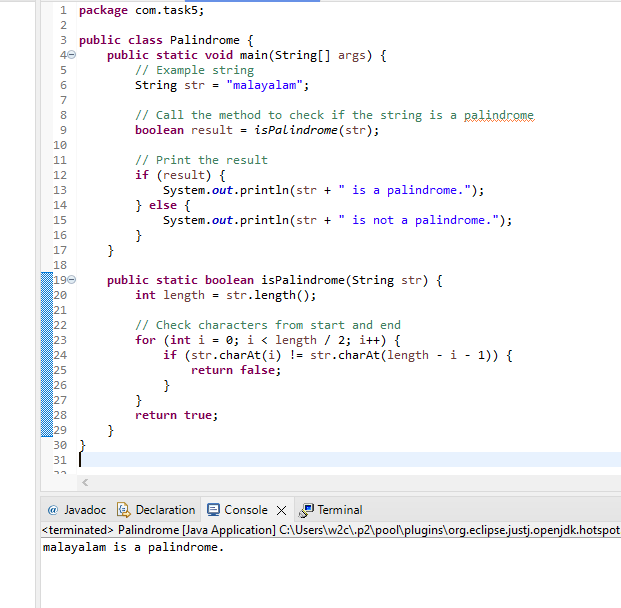 1 package com.task5;
2
3 public class Palindrome {
4 public static void main(String[] args) {
5 // Example string
6 String str = "malayalam";
7
8 // Call the method to check if the string is a palindrome
9 boolean result = isPalindrome(str);
10
11 // Print the result
12 if (result) {
13 System.out.println(str + " is a palindrome.");
14 } else {
15 System.out.println(str + " is not a palindrome.");
16 }
17 }
18
19 public static boolean isPalindrome(String str) {
20 int length = str.length();
21
22 // Check characters from start and end
23 for (int i = 0; i < length / 2; i++) {
24 if (str.charAt(i) != str.charAt(length - i - 1)) {
25 return false;
26 }
27 }
28 return true;
29 }
30 }
31
@ Javadoc Declaration Console Terminal
<terminated> Palindrome [Java Application] C:\Users\w2c\.p2\pool\plugins\org.eclipse.justj.openjdk.hotspot
malayalam is a palindrome.